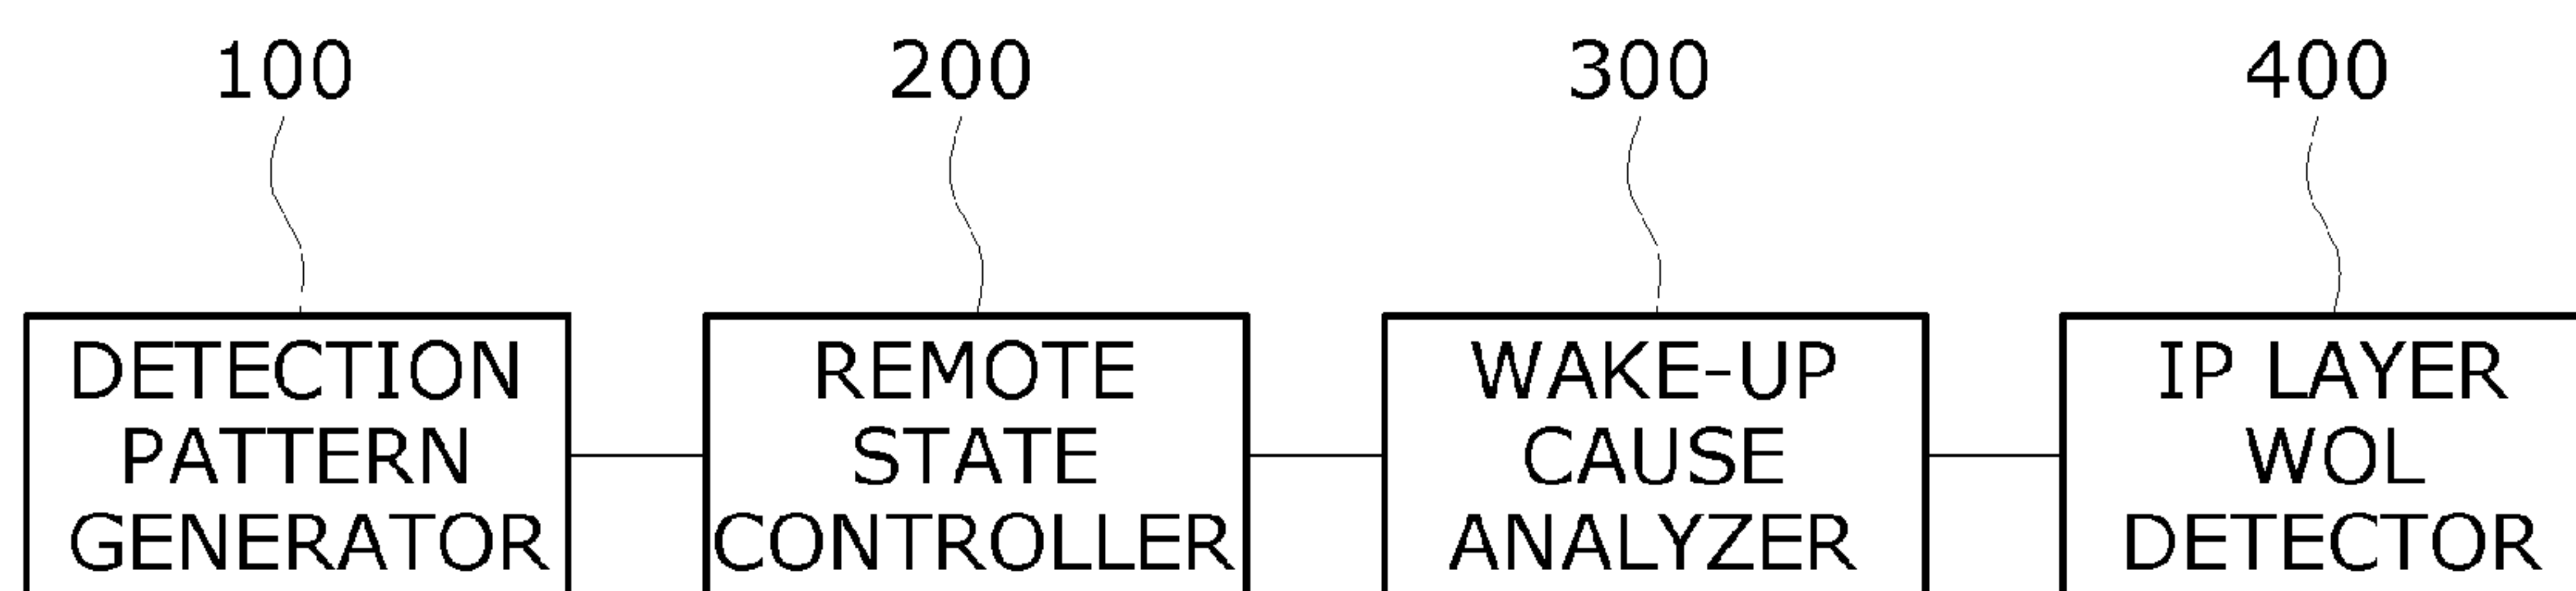 100
200
300
400
DETECTION
PATTERN
GENERATOR
REMOTE
STATE
CONTROLLER
WAKE-UP
CAUSE
ANALYZER
IP LAYER
WOL
DETECTOR